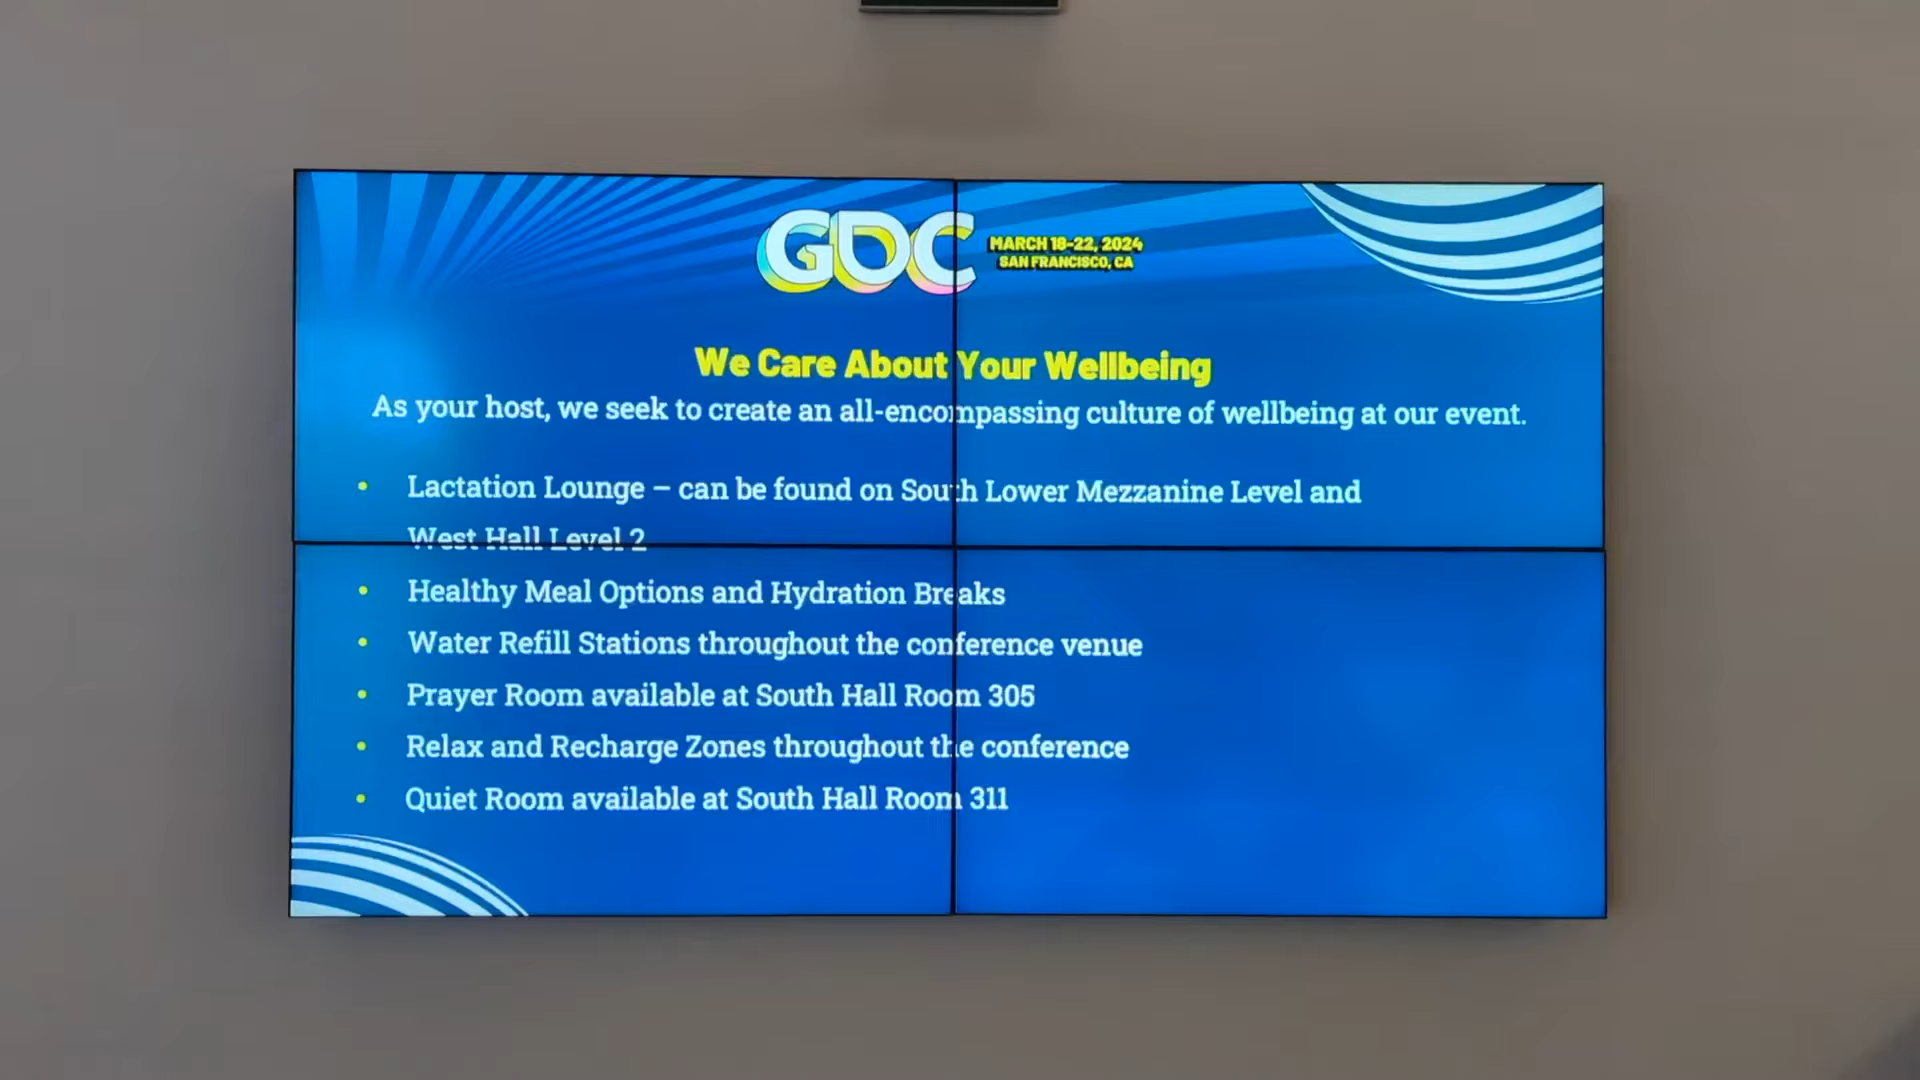 GDC
MARCH 18-22, 2024
SAN FRANCISCO, CA
We Care About Your Wellbeing
As your host, we seek to create an all-encompassing culture of wellbeing at our event.
• Lactation Lounge – can be found on South Lower Mezzanine Level and
West Hall Level 2
• Healthy Meal Options and Hydration Breaks
• Water Refill Stations throughout the conference venue
• Prayer Room available at South Hall Room 305
• Relax and Recharge Zones throughout the conference
• Quiet Room available at South Hall Room 311